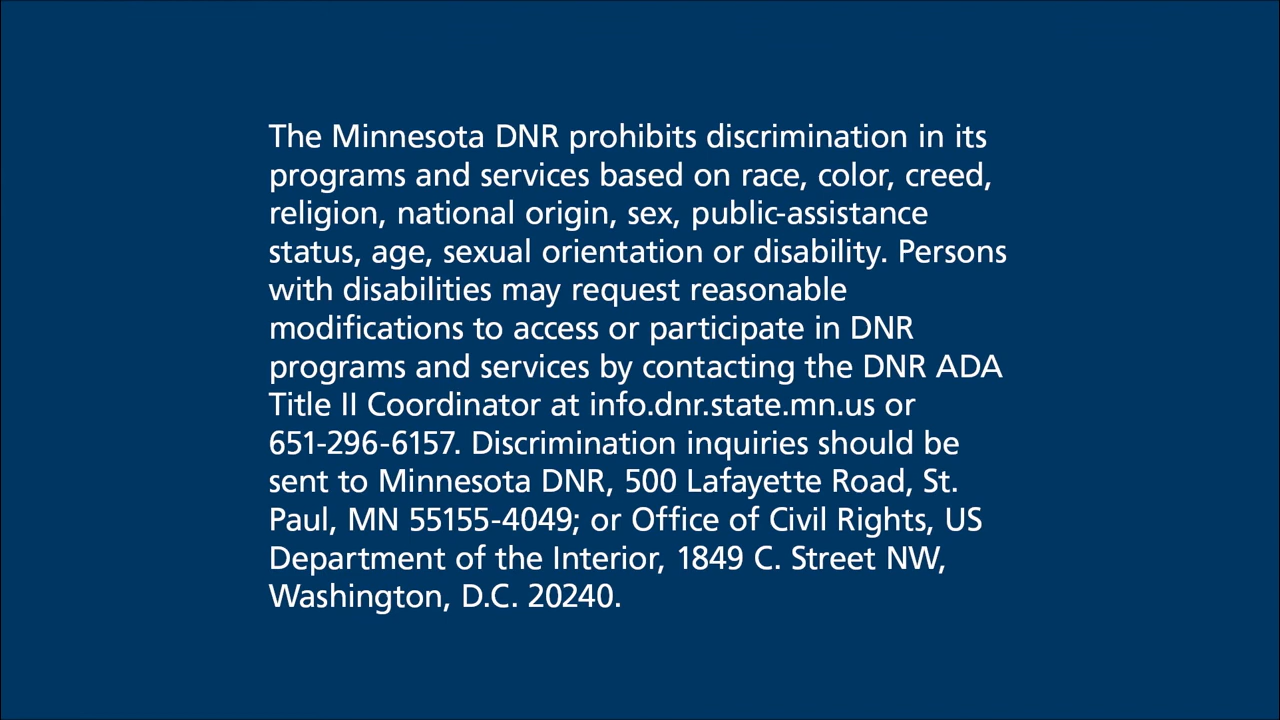 The Minnesota DNR prohibits discrimination in its
programs and services based on race, color, creed,
religion, national origin, sex, public-assistance
status, age, sexual orientation or disability. Persons
with disabilities may request reasonable
modifications to access or participate in DNR
programs and services by contacting the DNR ADA
Title II Coordinator at info.dnr.state.mn.us or
651-296-6157. Discrimination inquiries should be
sent to Minnesota DNR, 500 Lafayette Road, St.
Paul, MN 55155-4049; or Office of Civil Rights, US
Department of the Interior, 1849 C. Street NW,
Washington, D.C. 20240.